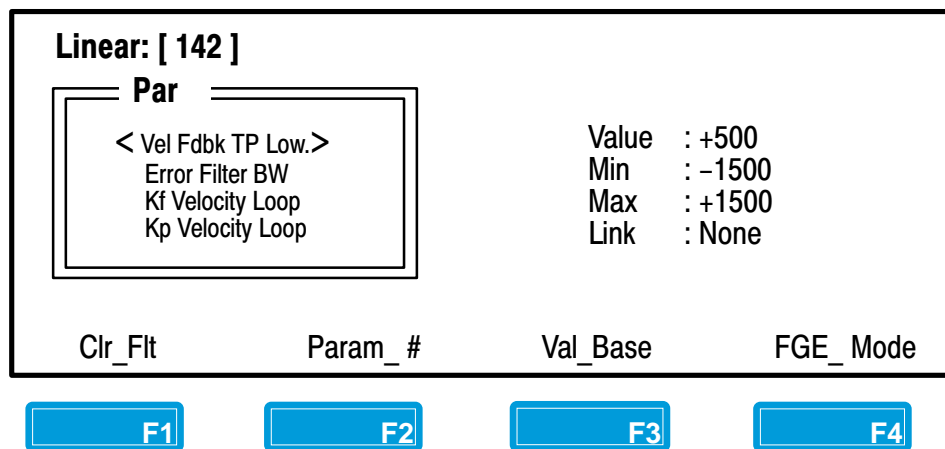 Linear: [ 142 ]
Par
< Vel Fdbk TP Low.>
Error Filter BW
Kf Velocity Loop
Kp Velocity Loop
Value : +500
Min : –1500
Max : +1500
Link : None
Clr_Flt Param_ # Val_Base FGE_ Mode
F1 F2 F3 F4